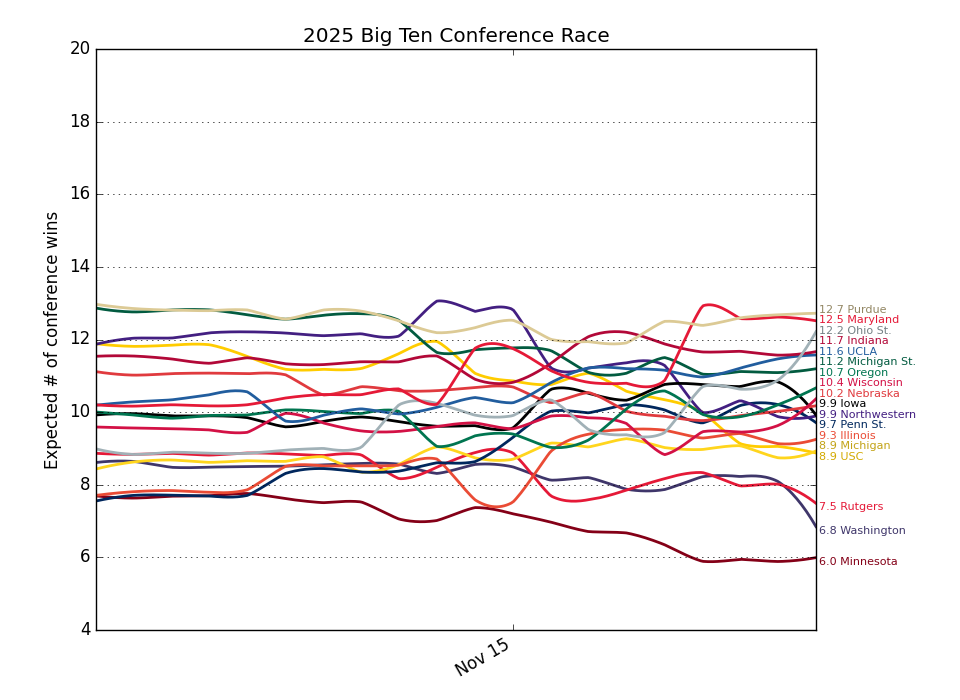 2025 Big Ten Conference Race
Expected # of conference wins
20
18
16
14
12
10
8
6
4
Nov 15
12.7 Purdue
12.5 Maryland
12.2 Ohio St.
11.7 Indiana
11.6 UCLA
11.2 Michigan St.
10.7 Oregon
10.4 Wisconsin
10.2 Nebraska
9.9 Iowa
9.9 Northwestern
9.7 Penn St.
9.3 Illinois
8.9 Michigan
8.9 USC
7.5 Rutgers
6.8 Washington
6.0 Minnesota